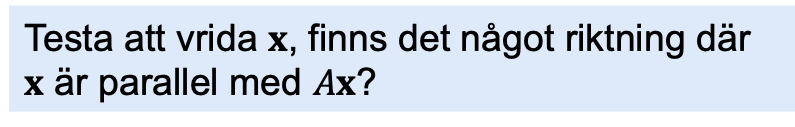 Testa att vrida x, finns det något riktning där
x är parallel med Ax?